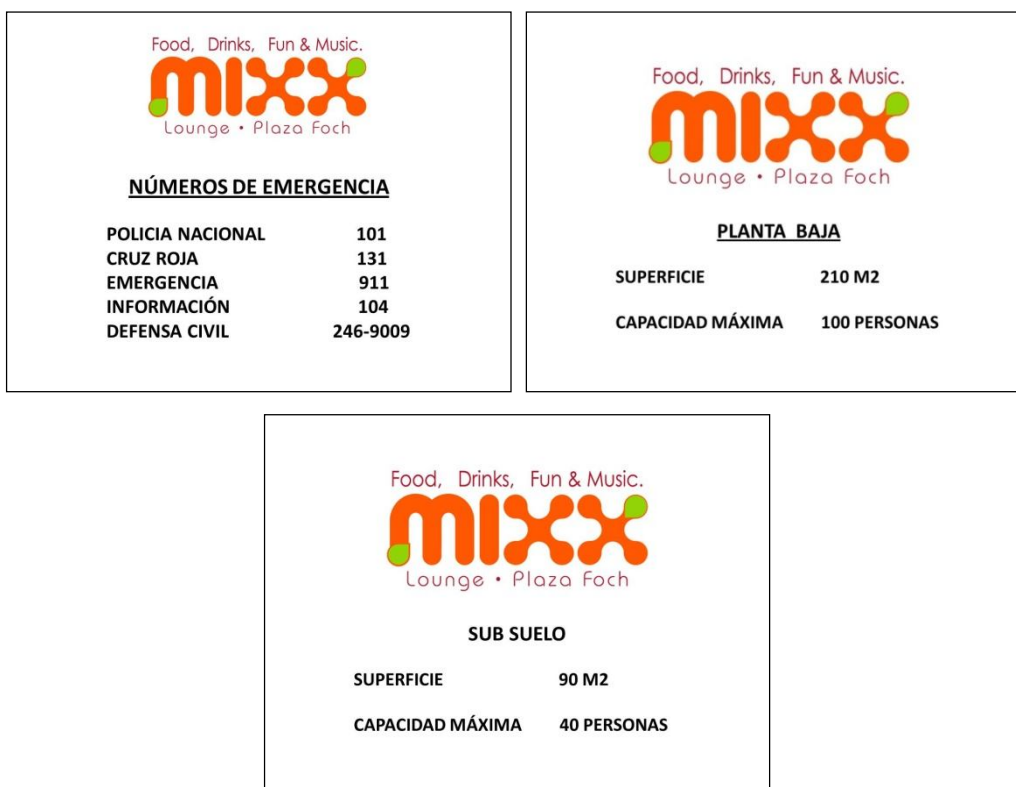 Food, Drinks, Fun & Music.
mixx
Lounge • Plaza Foch
NÚMEROS DE EMERGENCIA
POLICIA NACIONAL 101
CRUZ ROJA 131
EMERGENCIA 911
INFORMACIÓN 104
DEFENSA CIVIL 246-9009
Food, Drinks, Fun & Music.
mixx
Lounge • Plaza Foch
PLANTA BAJA
SUPERFICIE 210 M2
CAPACIDAD MÁXIMA 100 PERSONAS
Food, Drinks, Fun & Music.
mixx
Lounge • Plaza Foch
SUB SUELO
SUPERFICIE 90 M2
CAPACIDAD MÁXIMA 40 PERSONAS